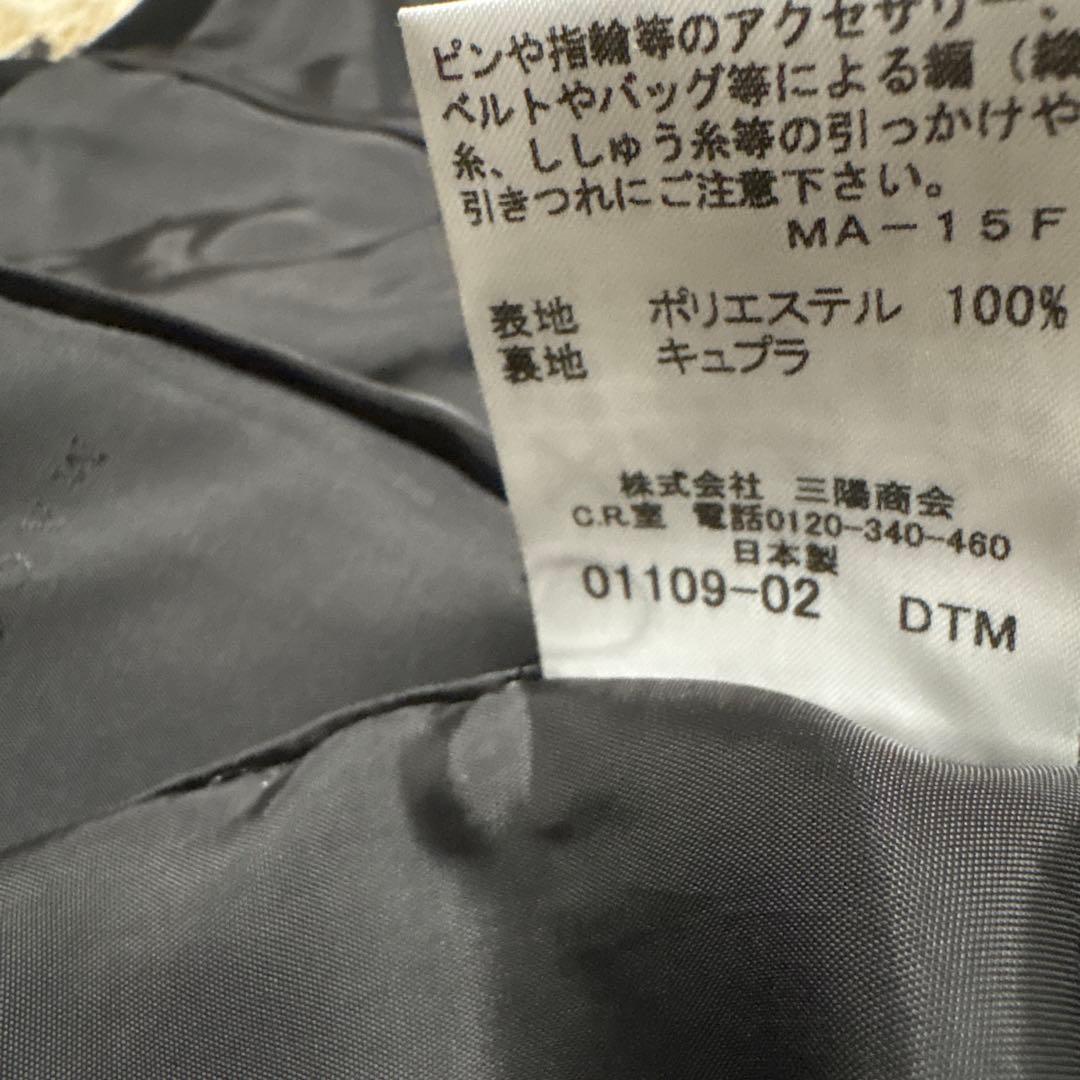 ピンや指輪等のアクセサリー、
ベルトやバッグ等による編(織
糸、ししゅう糸等の引っかけや
引きつれにご注意下さい。
MA-15F
表地 ポリエステル 100%
裏地 キュプラ
株式会社 三陽商会
C.R.室 電話0120-340-460
日本製
01109-02 DTM